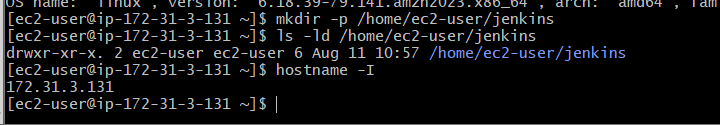 OS name: "linux", version: "6.18.39-79.141.amzn2023.x86_64", arch: "amd64", fam
[ec2-user@ip-172-31-3-131 ~]$ mkdir -p /home/ec2-user/jenkins
[ec2-user@ip-172-31-3-131 ~]$ ls -ld /home/ec2-user/jenkins
drwxr-xr-x. 2 ec2-user ec2-user 6 Aug 11 10:57 /home/ec2-user/jenkins
[ec2-user@ip-172-31-3-131 ~]$ hostname -I
172.31.3.131
[ec2-user@ip-172-31-3-131 ~]$